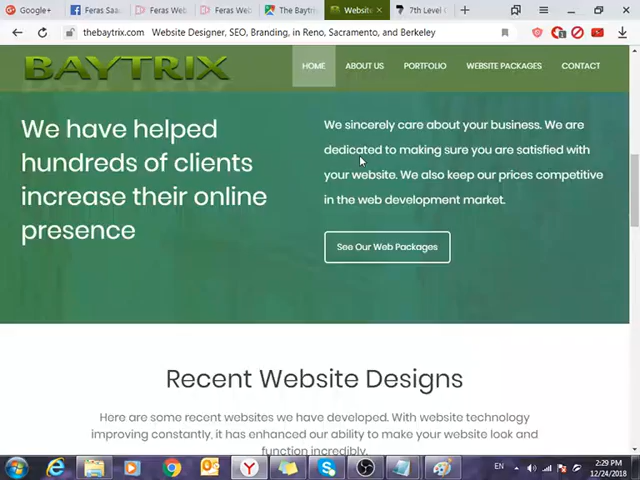 Google+
Feras Saa
Feras Web
Feras Web
The Baytri
Website
7th Level
thebaytrix.com Website Designer, SEO, Branding, in Reno, Sacramento, and Berkeley
BAYTRIX
HOME ABOUT US PORTFOLIO WEBSITE PACKAGES CONTACT
We have helped
hundreds of clients
increase their online
presence
We sincerely care about your business. We are
dedicated to making sure you are satisfied with
your website. We also keep our prices competitive
in the web development market.
See Our Web Packages
Recent Website Designs
Here are some recent websites we have developed. With website technology
improving constantly, it has enhanced our ability to make your website look and
function incredibly.
EN
2:29 PM
12/24/2018